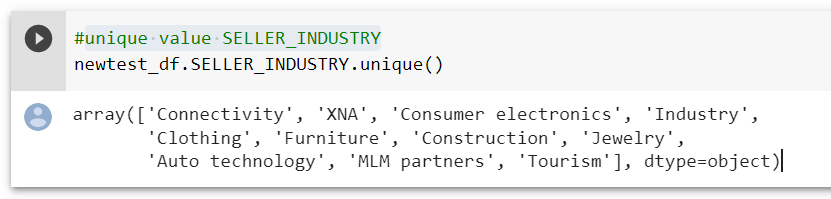 #unique value SELLER_INDUSTRY
newtest_df.SELLER_INDUSTRY.unique()
array(['Connectivity', 'XNA', 'Consumer electronics', 'Industry',
'Clothing', 'Furniture', 'Construction', 'Jewelry',
'Auto technology', 'MLM partners', 'Tourism'], dtype=object)